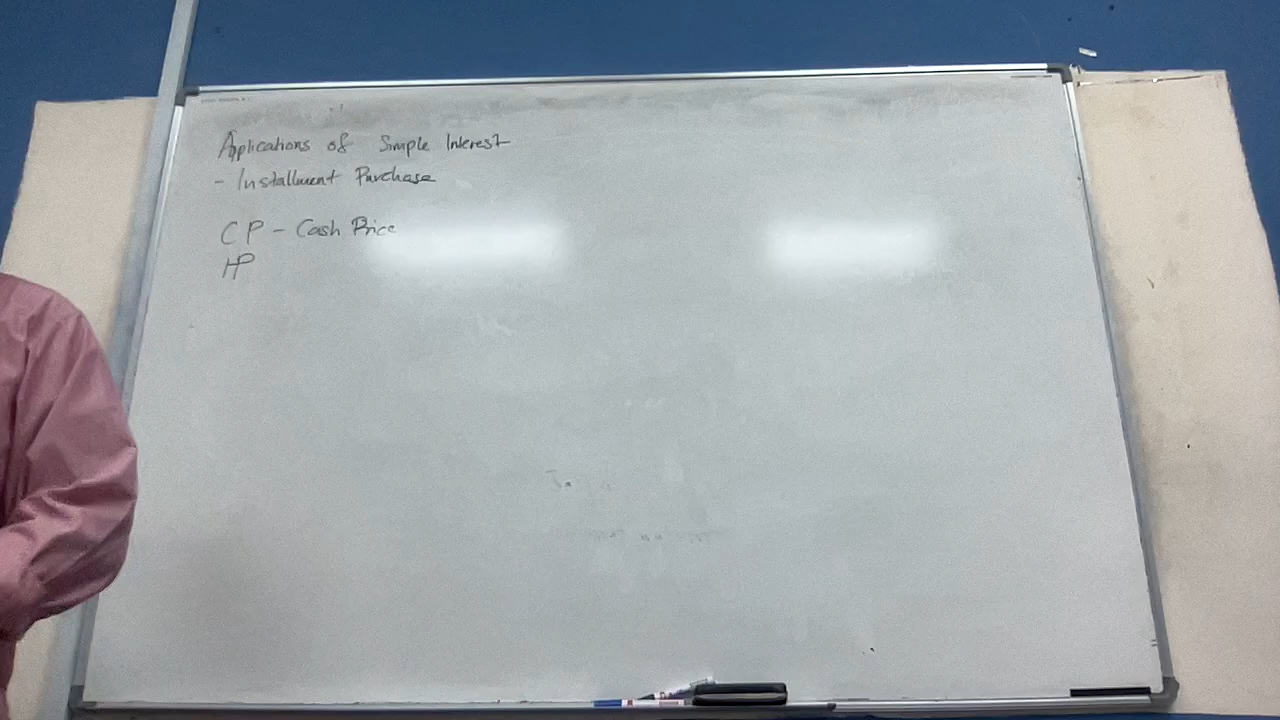 Applications of Simple Interest
- Installment Purchase
CP - Cash Price
HP